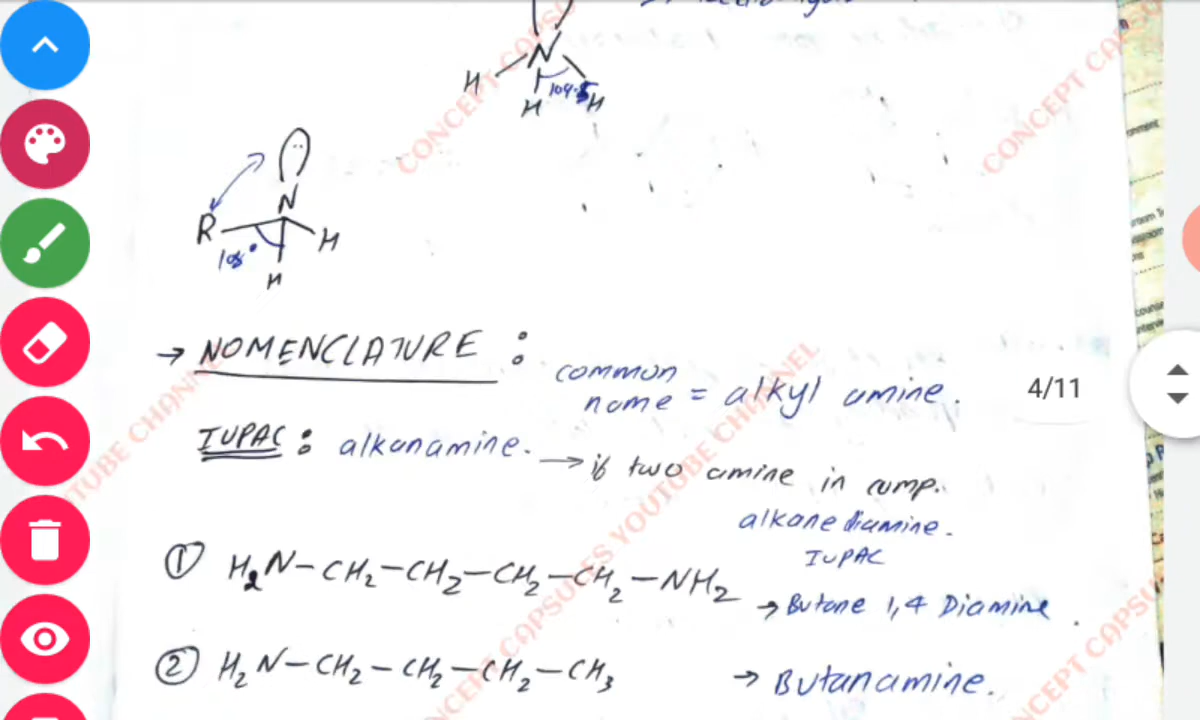 N
H
H
H
R
N
108°
H
H
→ NOMENCLATURE :
common
name = alkyl amine.
4/11
IUPAC : alkanamine.
→ if two amine in comp.
alkane diamine.
IUPAC
① H₂N-CH₂-CH₂-CH₂-CH₂-NH₂
→ Butane 1,4 Diamine.
② H₂N-CH₂-CH₂-CH₂-CH₃ → Butanamine.
CONCEPT CAPSULES YOUTUBE CHANNEL